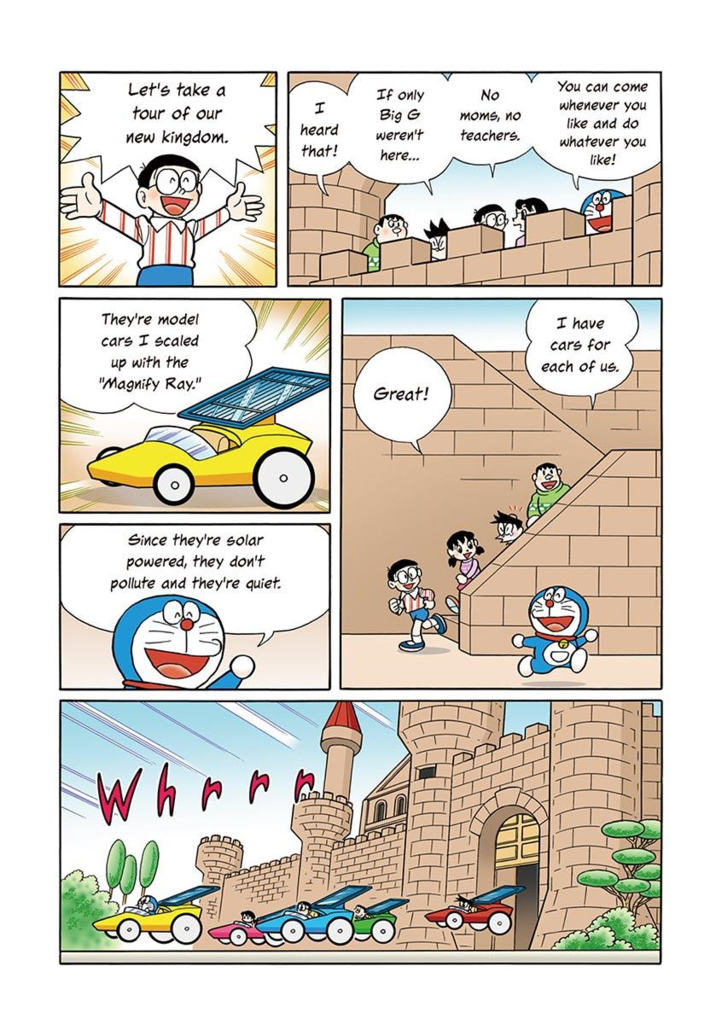 You can come
whenever you
like and do
whatever you
like!
No
moms, no
teachers.
If only
Big G
weren't
here...
I
heard
that!
Let's take a
tour of our
new kingdom.
I have
cars for
each of us.
Great!
They're model
cars I scaled
up with the
"Magnify Ray."
Since they're solar
powered, they don't
pollute and they're quiet.
Whrrr